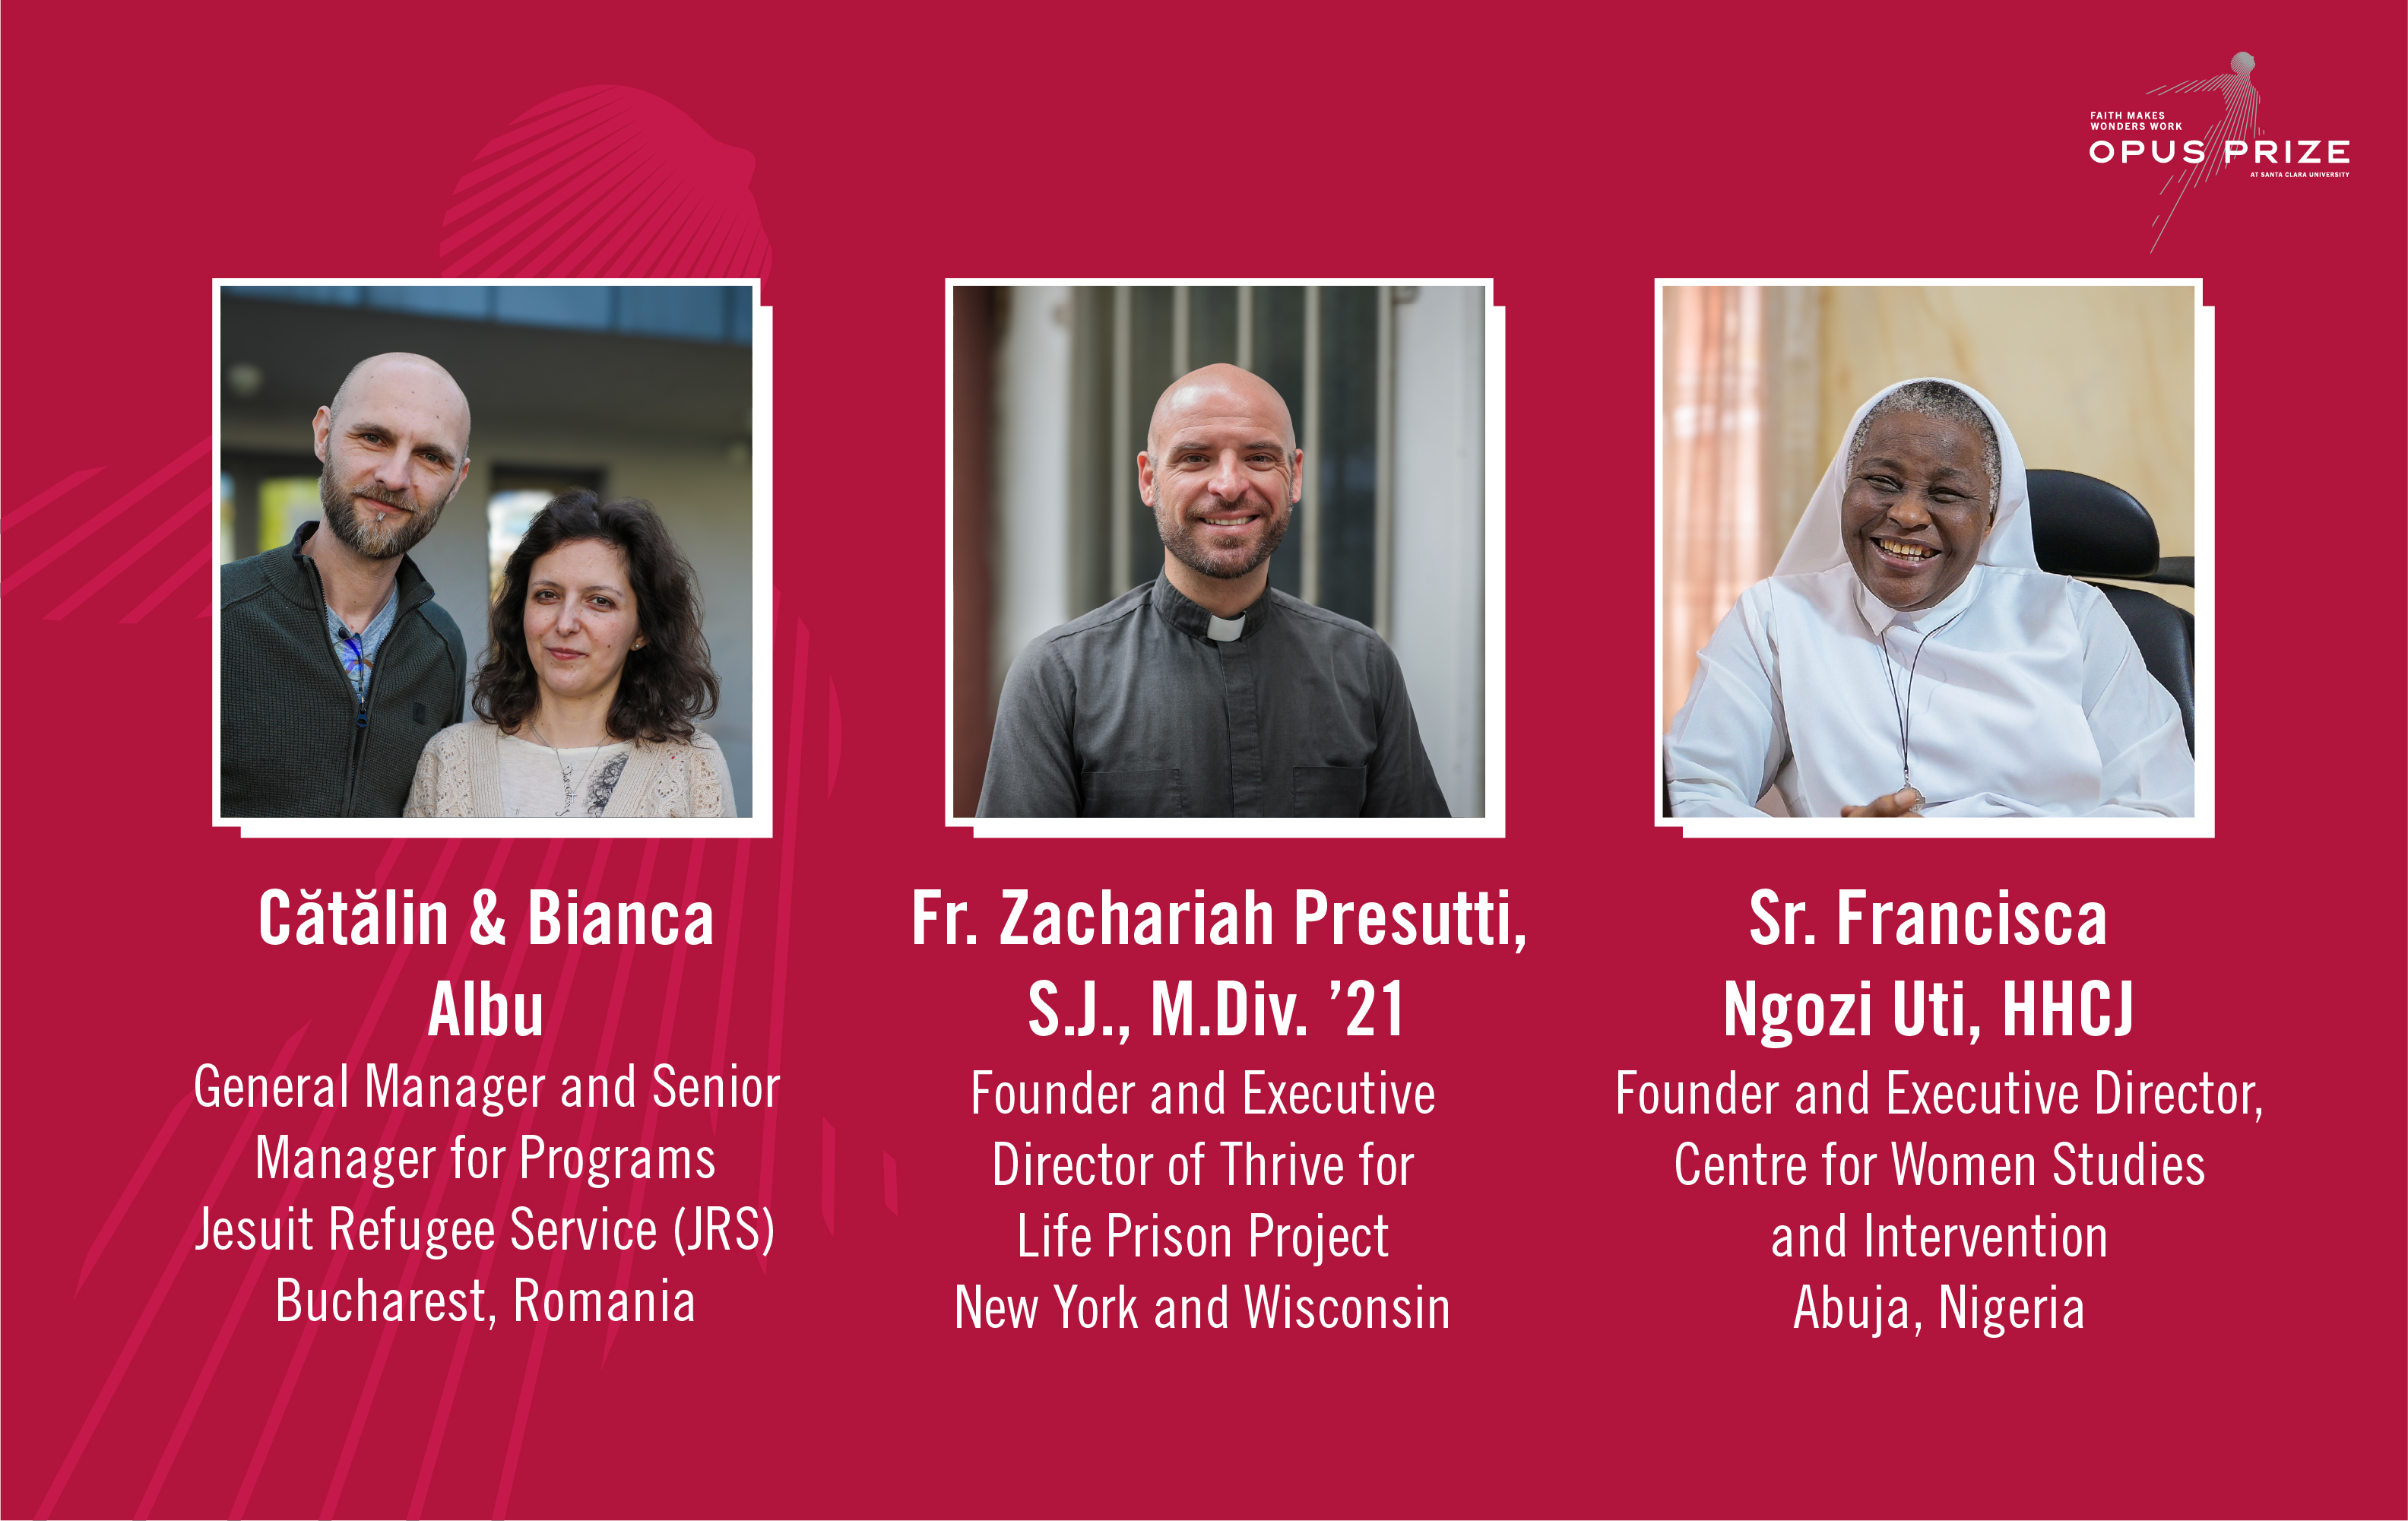 FAITH MAKES
WONDERS WORK
OPUS PRIZE
AT SANTA CLARA UNIVERSITY
Cătălin & Bianca
Albu
General Manager and Senior
Manager for Programs
Jesuit Refugee Service (JRS)
Bucharest, Romania
Fr. Zachariah Presutti,
S.J., M.Div. ’21
Founder and Executive
Director of Thrive for
Life Prison Project
New York and Wisconsin
Sr. Francisca
Ngozi Uti, HHCJ
Founder and Executive Director,
Centre for Women Studies
and Intervention
Abuja, Nigeria